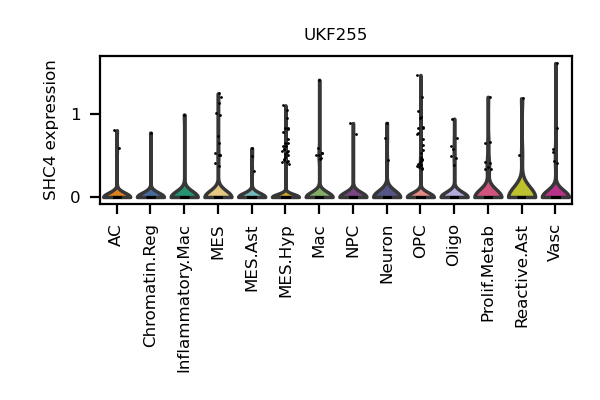 UKF255
SHC4 expression
1
0
AC
Chromatin.Reg
Inflammatory.Mac
MES
MES.Ast
MES.Hyp
Mac
NPC
Neuron
OPC
Oligo
Prolif.Metab
Reactive.Ast
Vasc